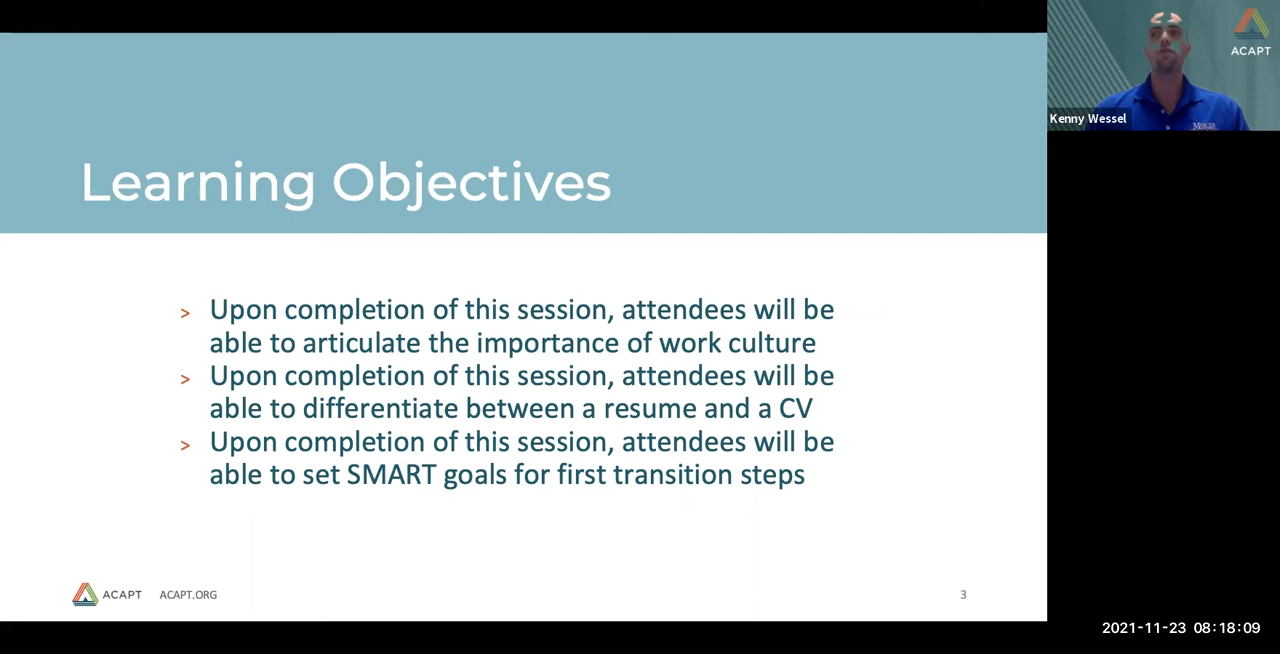 ACAPT
Kenny Wessel
Learning Objectives
> Upon completion of this session, attendees will be
able to articulate the importance of work culture
> Upon completion of this session, attendees will be
able to differentiate between a resume and a CV
> Upon completion of this session, attendees will be
able to set SMART goals for first transition steps
ACAPT ACAPT.ORG 3
2021-11-23 08:18:09